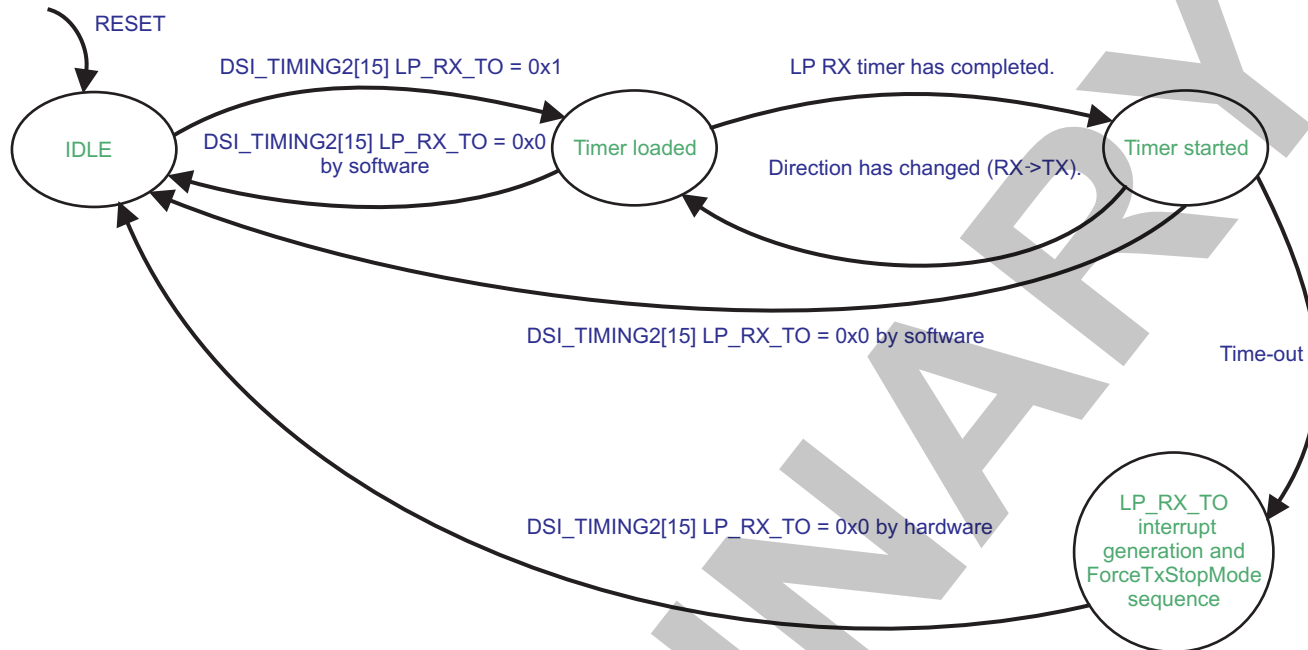 RESET
DSI_TIMING2[15] LP_RX_TO = 0x1
LP RX timer has completed.
IDLE
DSI_TIMING2[15] LP_RX_TO = 0x0
by software
Timer loaded
Direction has changed (RX->TX).
Timer started
DSI_TIMING2[15] LP_RX_TO = 0x0 by software
Time-out
DSI_TIMING2[15] LP_RX_TO = 0x0 by hardware
LP_RX_TO
interrupt
generation and
ForceTxStopMode
sequence
INARY